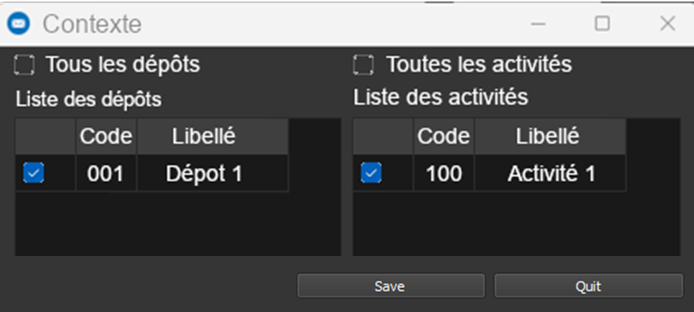 Contexte
Tous les dépôts
Toutes les activités
Liste des dépôts
Liste des activités
Code Libellé
Code Libellé
001 Dépot 1
100 Activité 1
Save
Quit